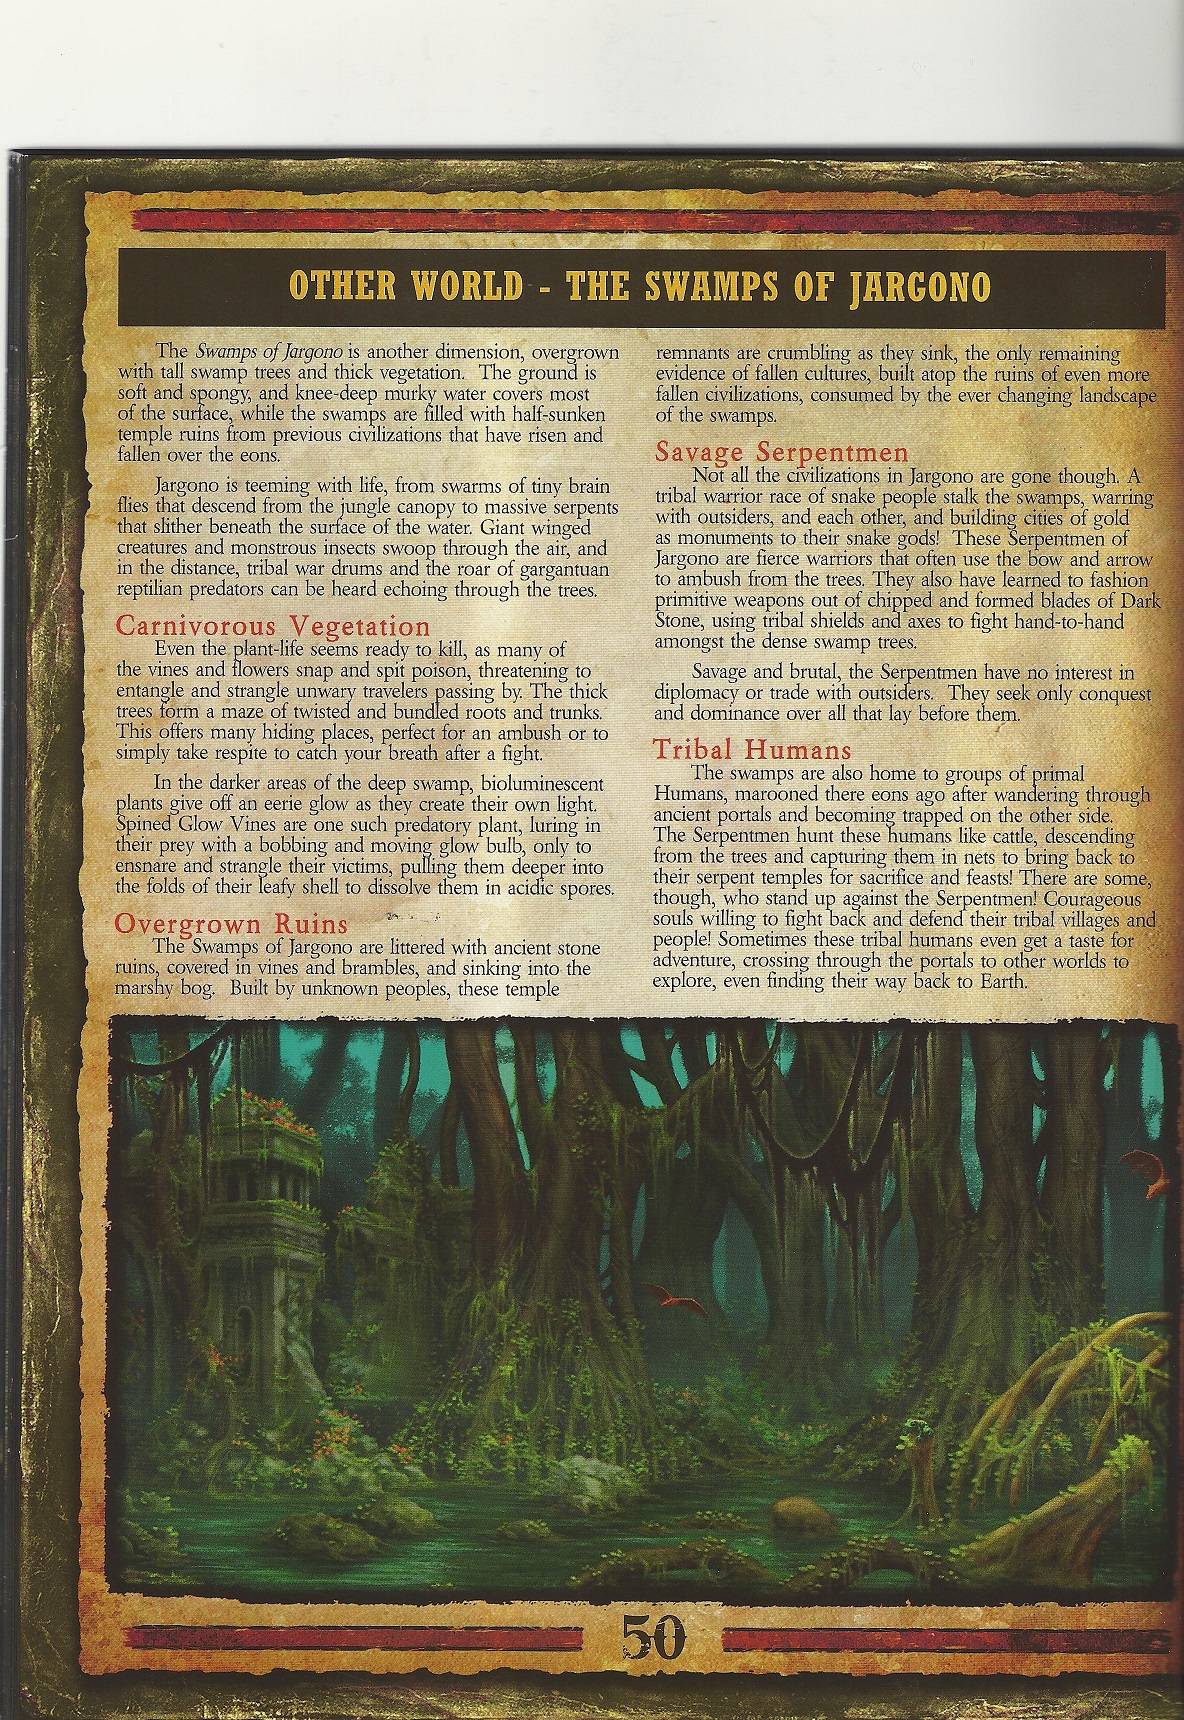 OTHER WORLD - THE SWAMPS OF JARGONO
The Swamps of Jargono is another dimension, overgrown
with tall swamp trees and thick vegetation. The ground is
soft and spongy, and knee-deep murky water covers most
of the surface, while the swamps are filled with half-sunken
temple ruins from previous civilizations that have risen and
fallen over the eons.
Jargono is teeming with life, from swarms of tiny brain
flies that descend from the jungle canopy to massive serpents
that slither beneath the surface of the water. Giant winged
creatures and monstrous insects swoop through the air, and
in the distance, tribal war drums and the roar of gargantuan
reptilian predators can be heard echoing through the trees.
Carnivorous Vegetation
Even the plant-life seems ready to kill, as many of
the vines and flowers snap and spit poison, threatening to
entangle and strangle unwary travelers passing by. The thick
trees form a maze of twisted and bundled roots and trunks.
This offers many hiding places, perfect for an ambush or to
simply take respite to catch your breath after a fight.
In the darker areas of the deep swamp, bioluminescent
plants give off an eerie glow as they create their own light.
Spined Glow Vines are one such predatory plant, luring in
their prey with a bobbing and moving glow bulb, only to
ensnare and strangle their victims, pulling them deeper into
the folds of their leafy shell to dissolve them in acidic spores.
Overgrown Ruins
The Swamps of Jargono are littered with ancient stone
ruins, covered in vines and brambles, and sinking into the
marshy bog. Built by unknown peoples, these temple
remnants are crumbling as they sink, the only remaining
evidence of fallen cultures, built atop the ruins of even more
fallen civilizations, consumed by the ever changing landscape
of the swamps.
Savage Serpentmen
Not all the civilizations in Jargono are gone though. A
tribal warrior race of snake people stalk the swamps, warring
with outsiders, and each other, and building cities of gold
as monuments to their snake gods! These Serpentmen of
Jargono are fierce warriors that often use the bow and arrow
to ambush from the trees. They also have learned to fashion
primitive weapons out of chipped and formed blades of Dark
Stone, using tribal shields and axes to fight hand-to-hand
amongst the dense swamp trees.
Savage and brutal, the Serpentmen have no interest in
diplomacy or trade with outsiders. They seek only conquest
and dominance over all that lay before them.
Tribal Humans
The swamps are also home to groups of primal
Humans, marooned there eons ago after wandering through
ancient portals and becoming trapped on the other side.
The Serpentmen hunt these humans like cattle, descending
from the trees and capturing them in nets to bring back to
their serpent temples for sacrifice and feasts! There are some,
though, who stand up against the Serpentmen! Courageous
souls willing to fight back and defend their tribal villages and
people! Sometimes these tribal humans even get a taste for
adventure, crossing through the portals to other worlds to
explore, even finding their way back to Earth.
50